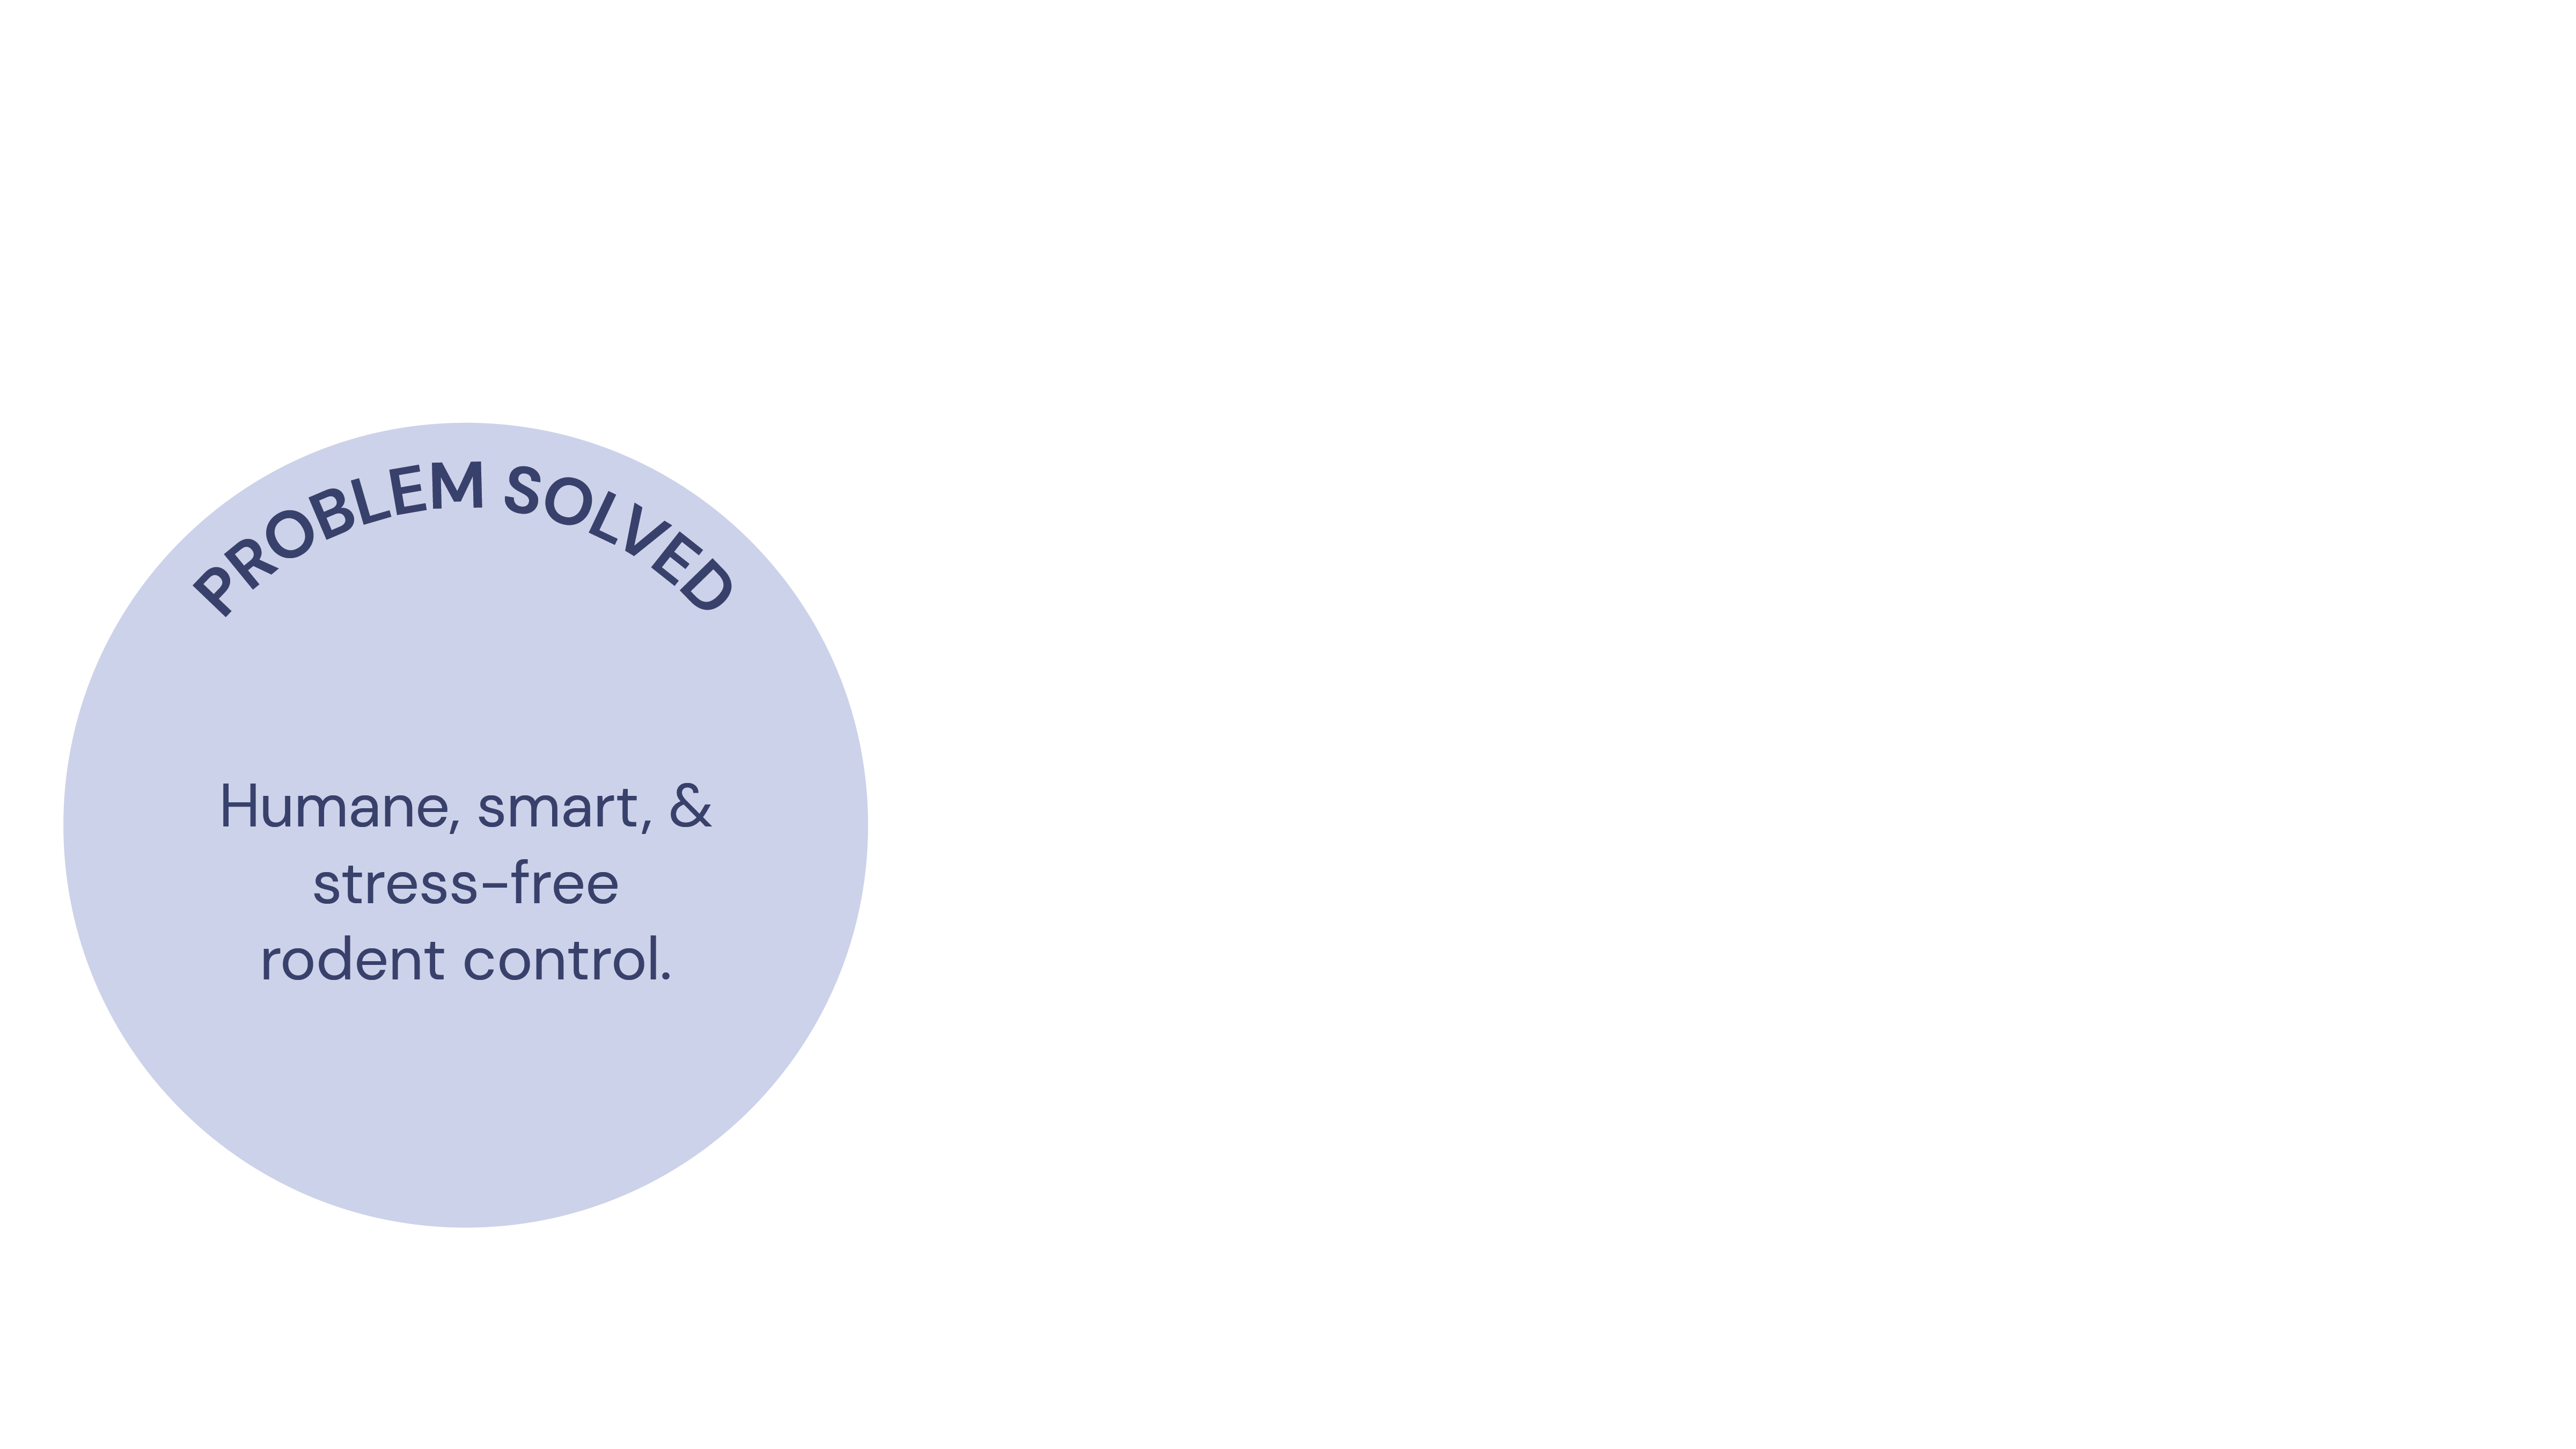 PROBLEM SOLVED
Humane, smart, &
stress-free
rodent control.